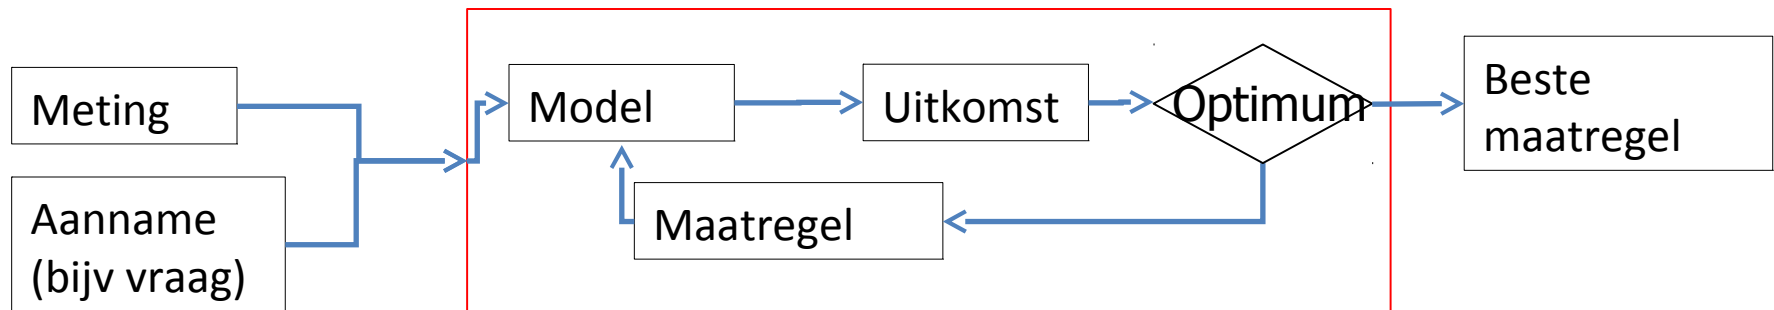 Meting
Aanname
(bijv vraag)
Model
Uitkomst
Optimum
Maatregel
Beste
maatregel